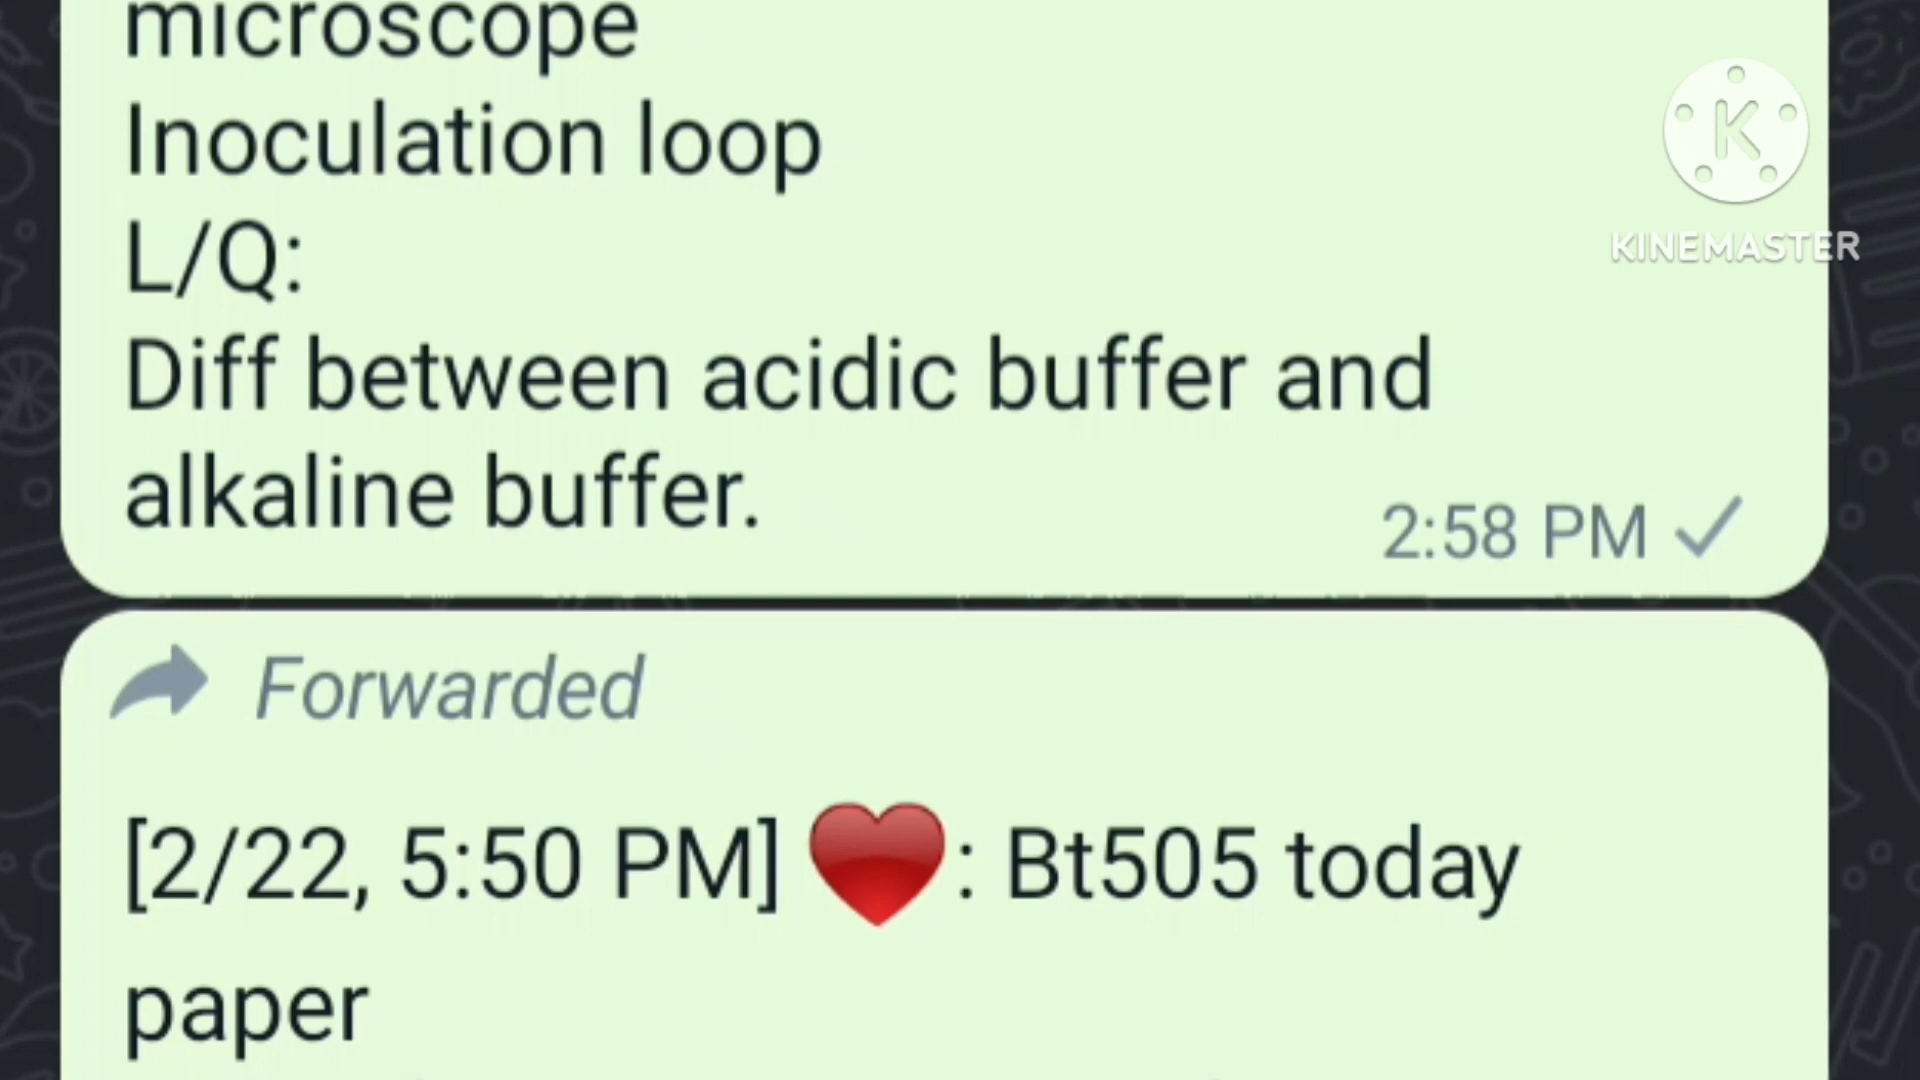 microscope
Inoculation loop
L/Q:
Diff between acidic buffer and
alkaline buffer.
2:58 PM
K
KINEMASTER
Forwarded
[2/22, 5:50 PM] ❤️: Bt505 today
paper